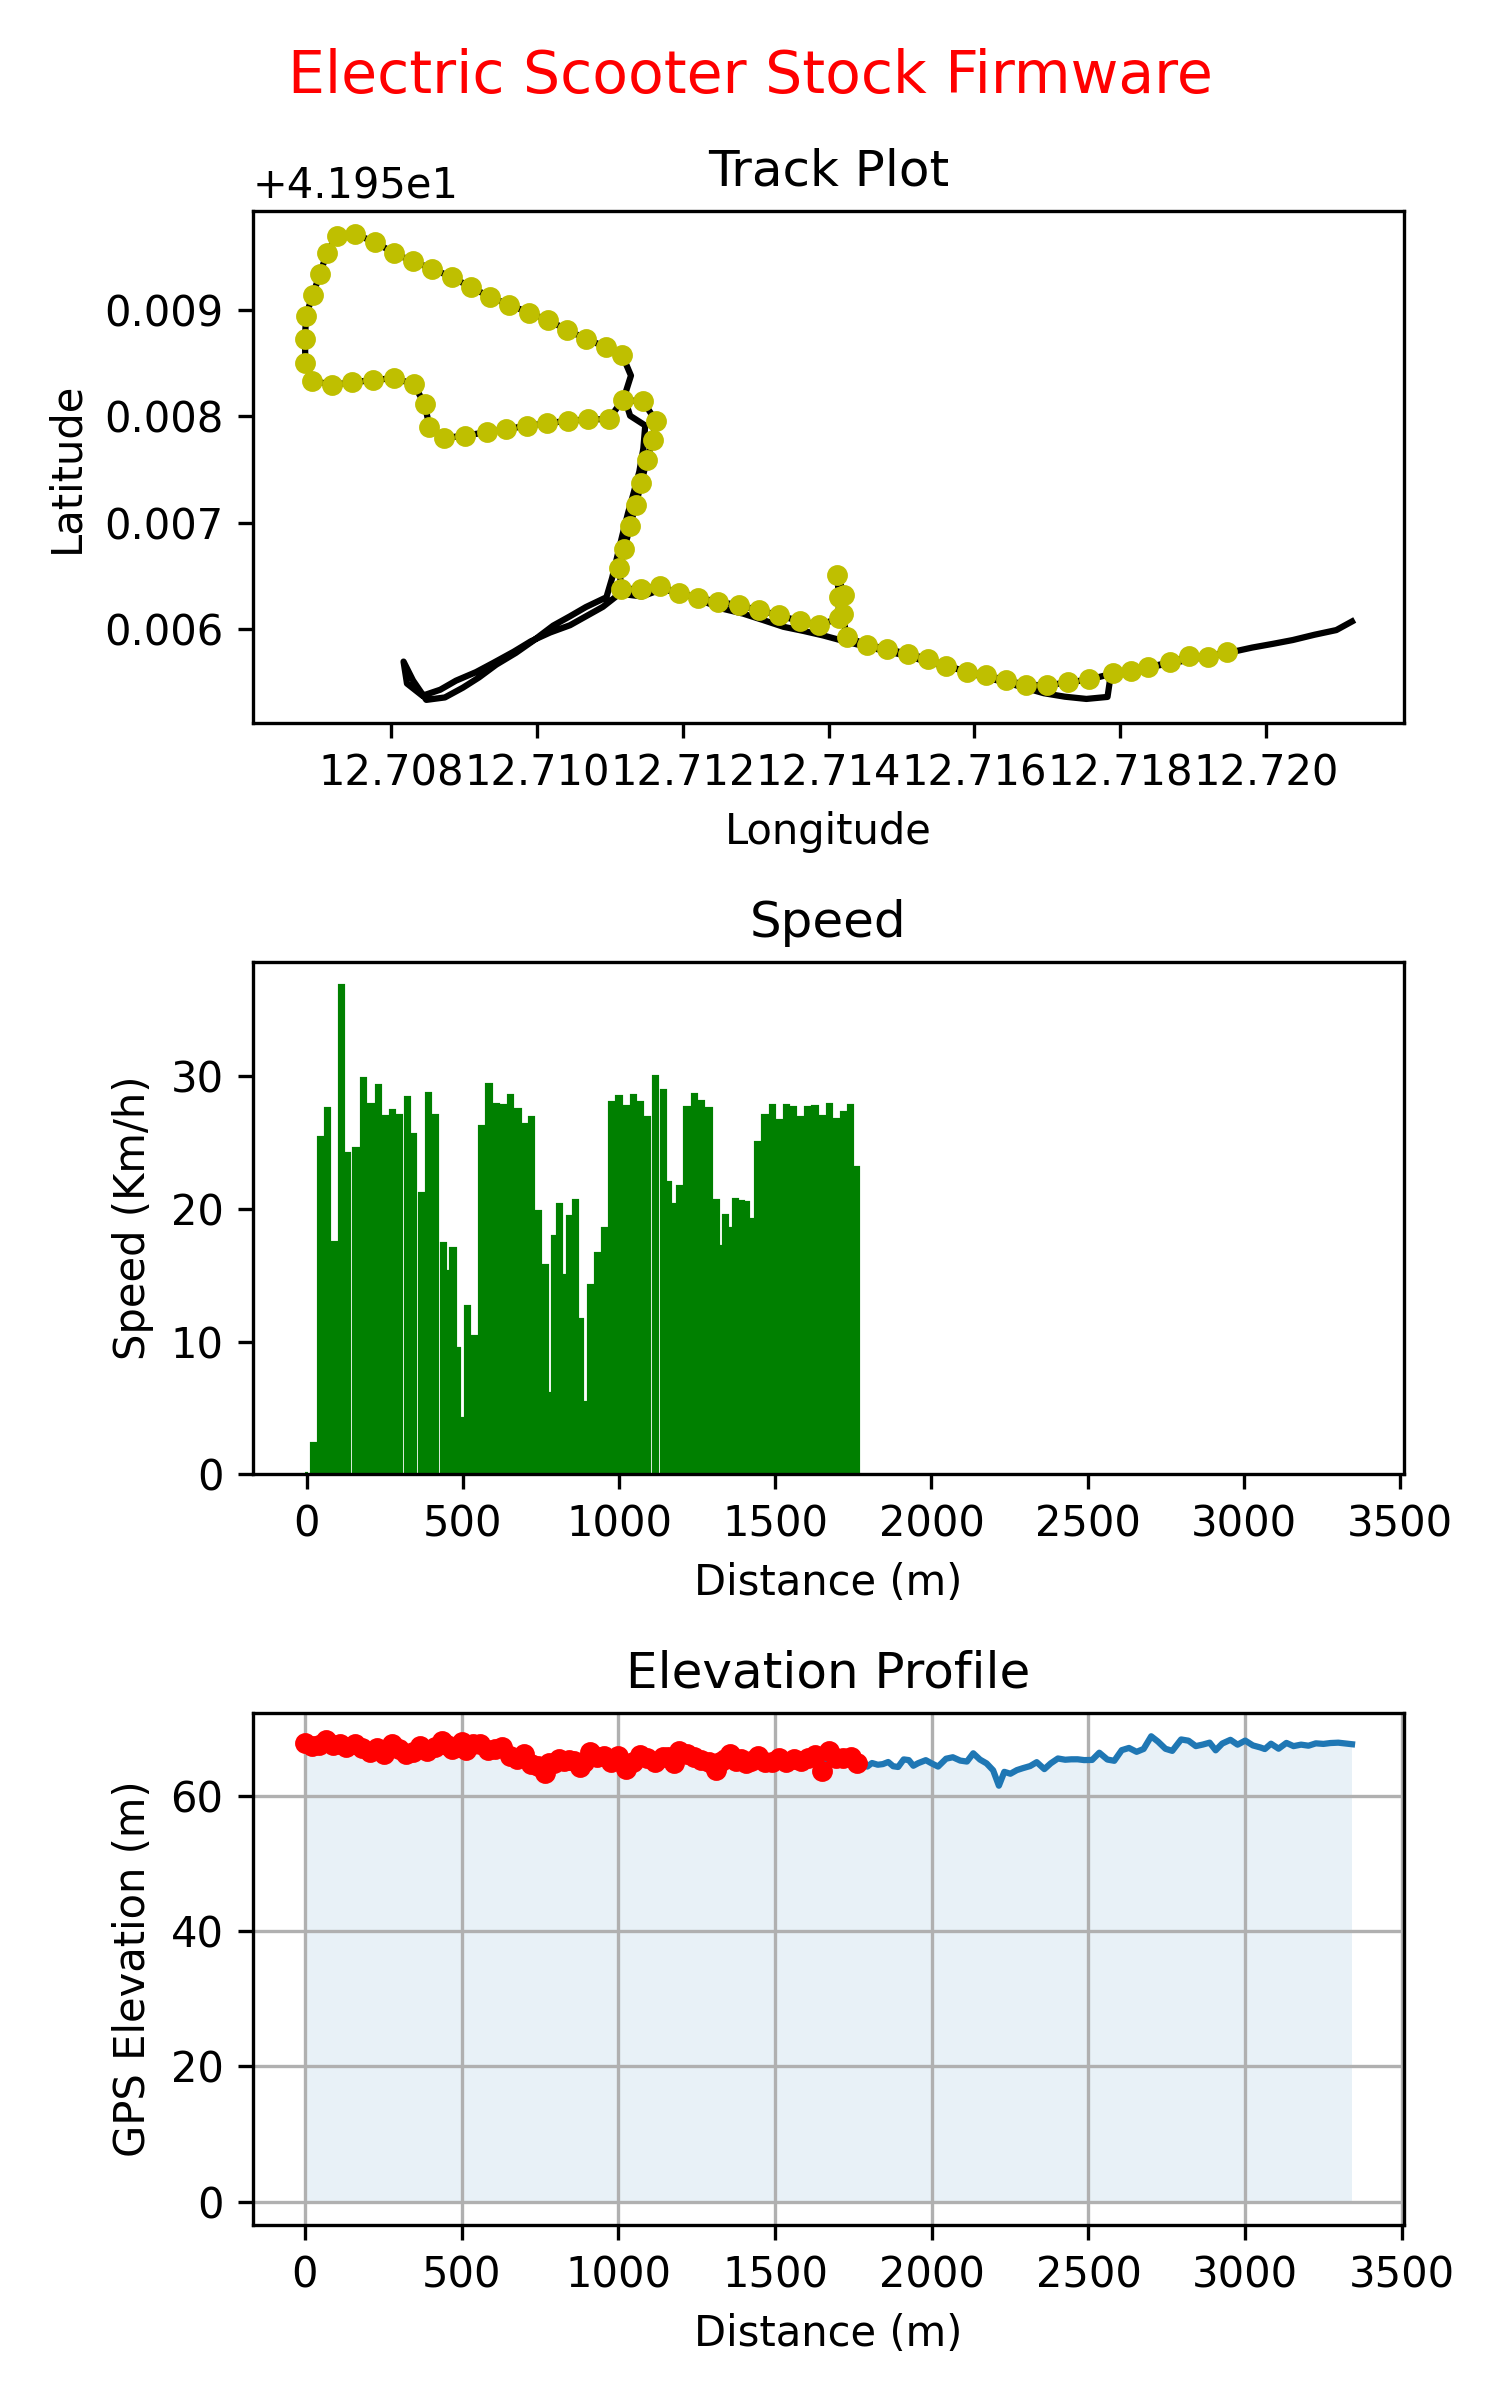 Electric Scooter Stock Firmware
Track Plot
+4.195e1
0.009
0.008
0.007
0.006
Latitude
12.708 12.710 12.712 12.714 12.716 12.718 12.720
Longitude
Speed
30
20
10
0
Speed (Km/h)
0 500 1000 1500 2000 2500 3000 3500
Distance (m)
Elevation Profile
60
40
20
0
GPS Elevation (m)
0 500 1000 1500 2000 2500 3000 3500
Distance (m)